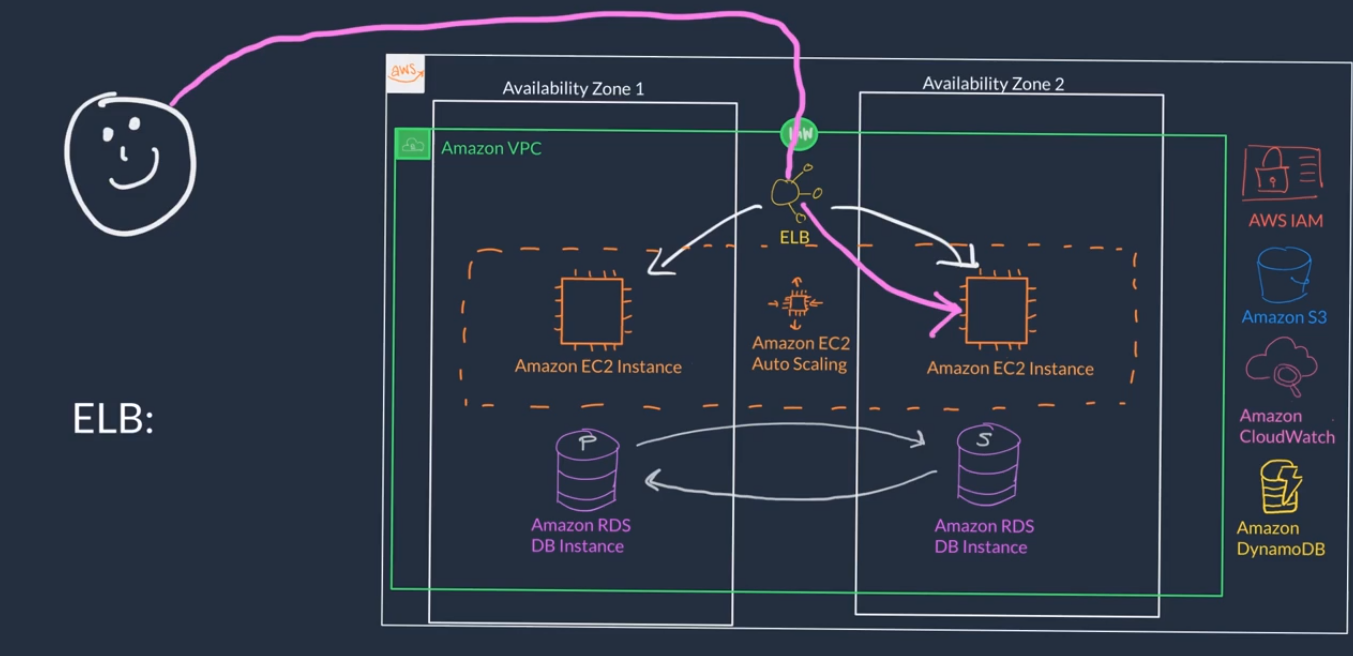 aws
Availability Zone 1
Availability Zone 2
Amazon VPC
ELB
AWS IAM
Amazon S3
Amazon EC2 Instance
Amazon EC2
Auto Scaling
Amazon EC2 Instance
ELB:
Amazon
CloudWatch
P
S
Amazon RDS
DB Instance
Amazon RDS
DB Instance
Amazon
DynamoDB